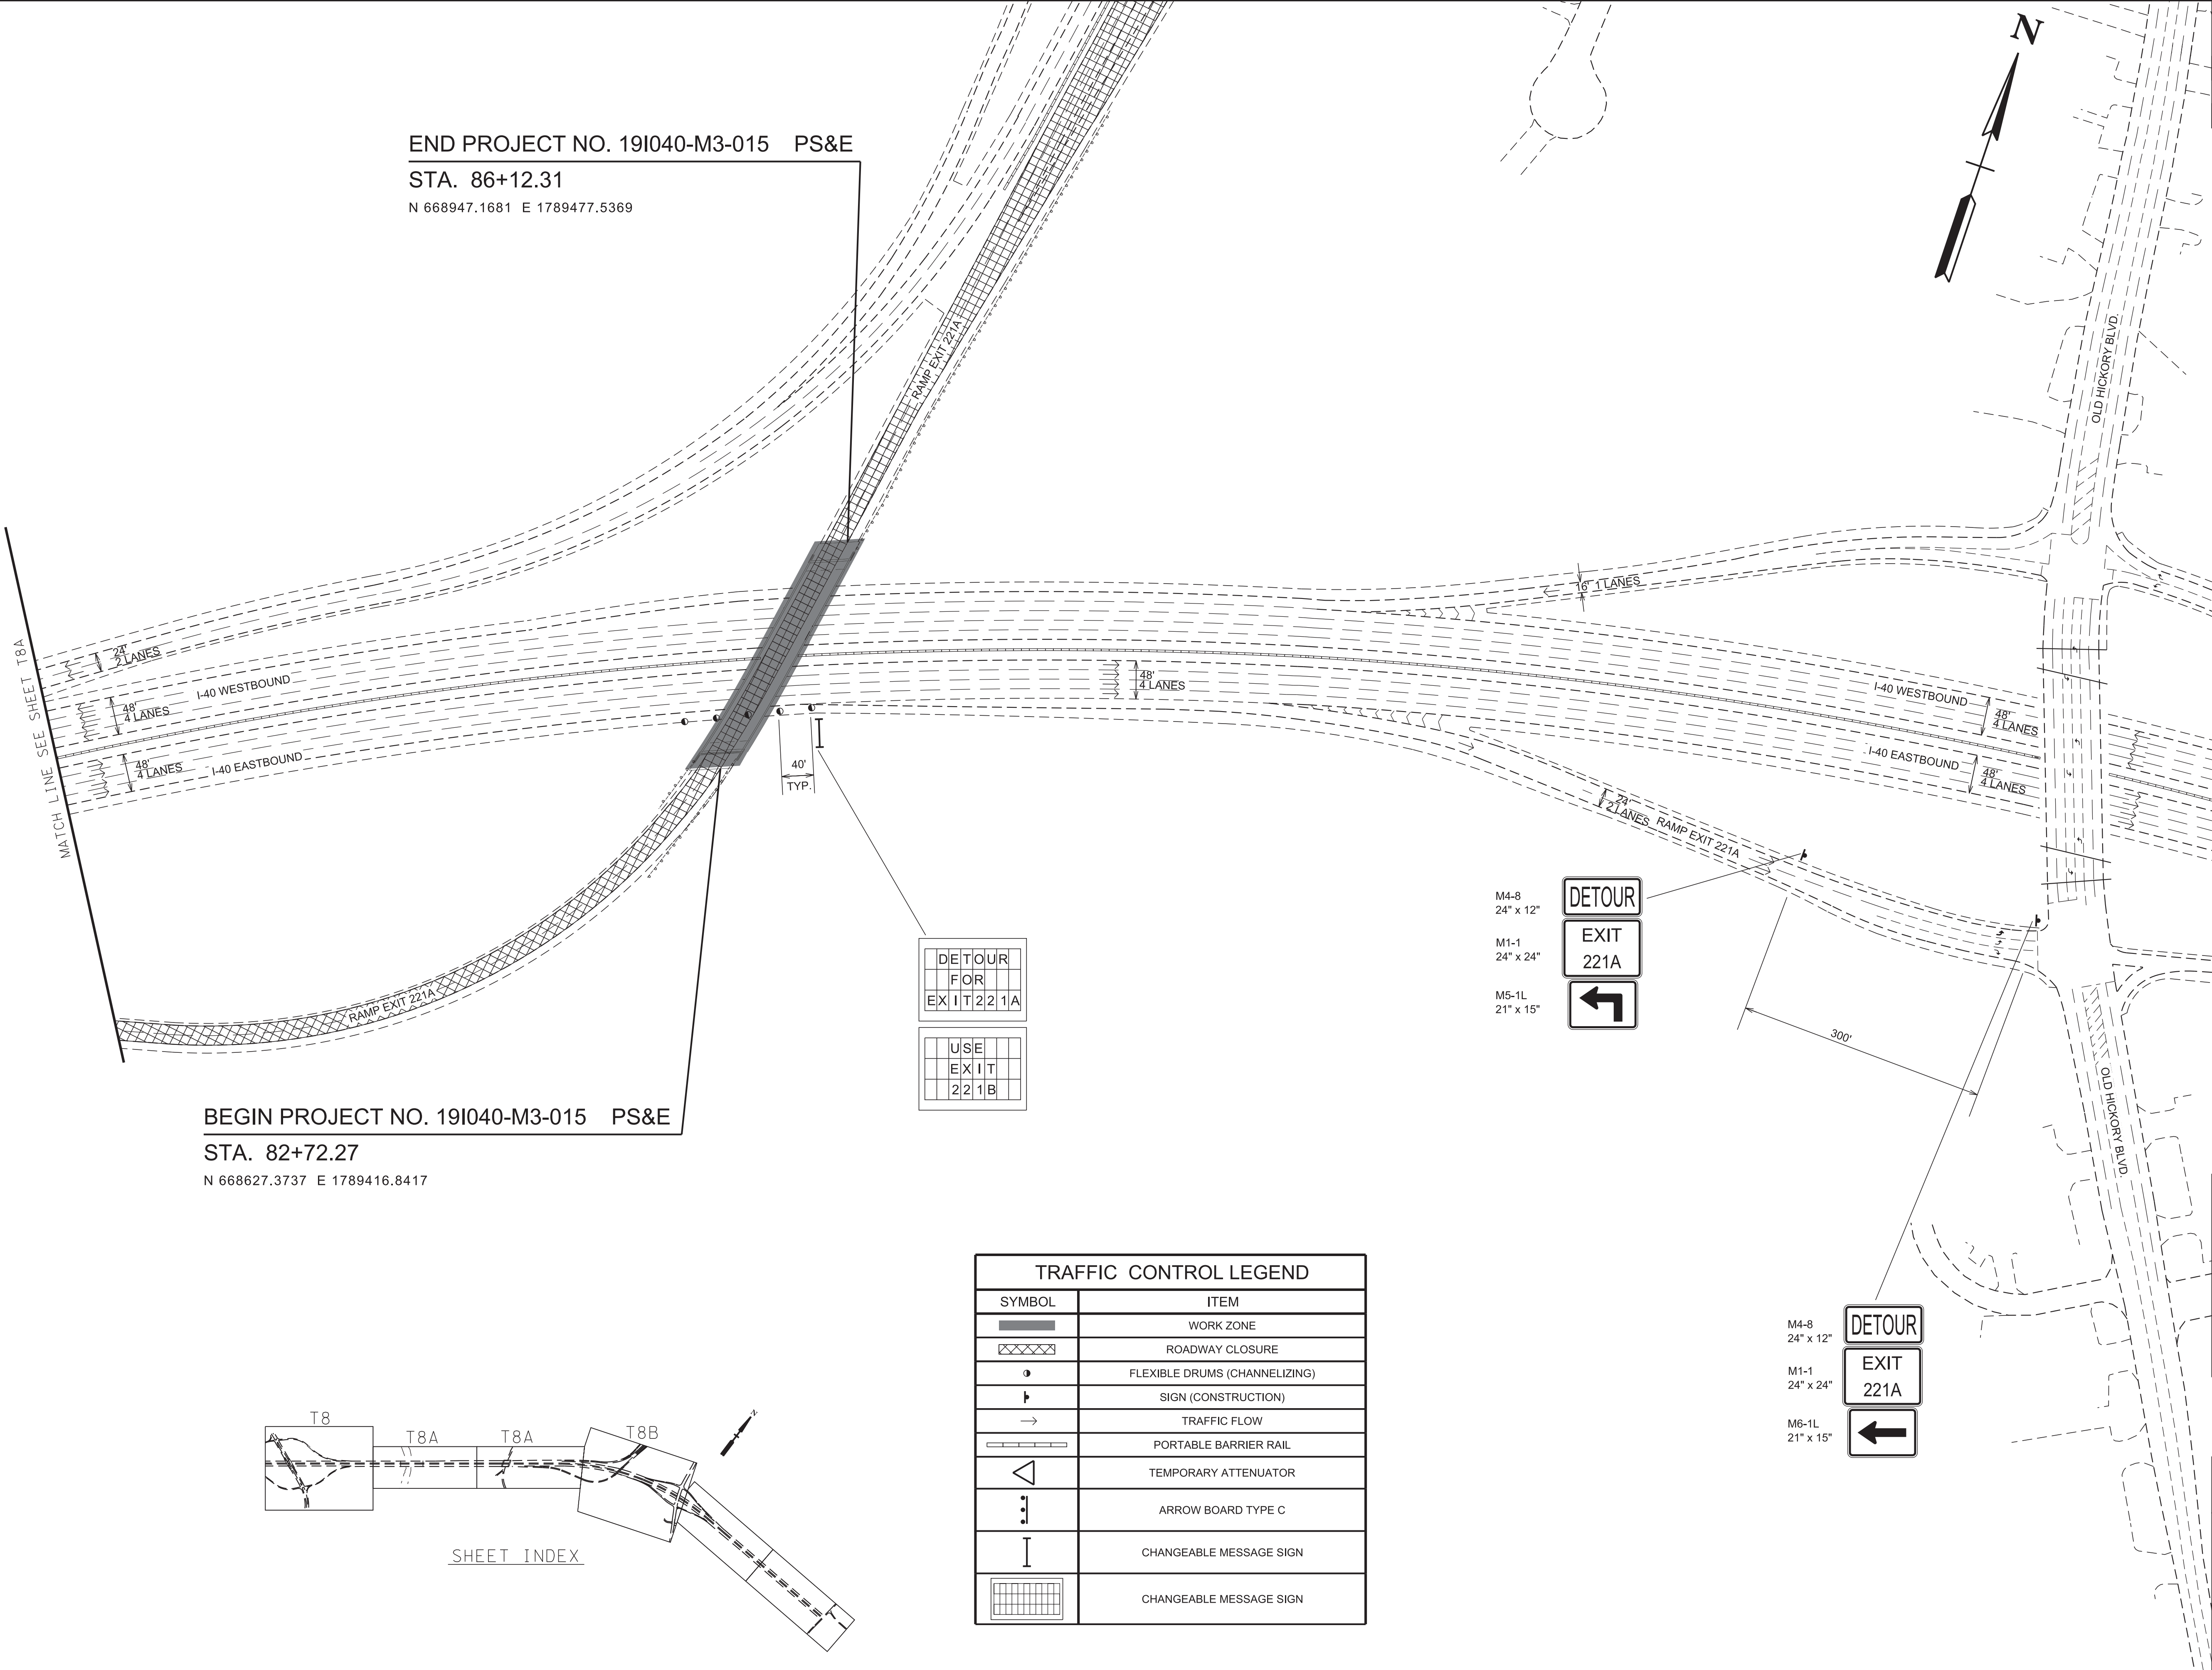 N
END PROJECT NO. 19I040-M3-015 PS&E
STA. 86+12.31
N 668947.1681 E 1789477.5369
RAMP EXIT 221A
OLD HICKORY BLVD.
MATCH LINE SEE SHEET T8A
24'
2 LANES
I-40 WESTBOUND
48'
4 LANES
48'
4 LANES
I-40 EASTBOUND
48'
4 LANES
16' 1 LANES
I-40 WESTBOUND
48'
4 LANES
I-40 EASTBOUND
48'
4 LANES
40'
TYP.
24'
2 LANES
RAMP EXIT 221A
RAMP EXIT 221A
DETOUR
FOR
EXIT221A
USE
EXIT
221B
M4-8
24" x 12"
DETOUR
M1-1
24" x 24"
EXIT
221A
M5-1L
21" x 15"
300'
OLD HICKORY BLVD.
BEGIN PROJECT NO. 19I040-M3-015 PS&E
STA. 82+72.27
N 668627.3737 E 1789416.8417
M4-8
24" x 12"
DETOUR
M1-1
24" x 24"
EXIT
221A
M6-1L
21" x 15"
TRAFFIC CONTROL LEGEND
SYMBOL ITEM
WORK ZONE
ROADWAY CLOSURE
FLEXIBLE DRUMS (CHANNELIZING)
SIGN (CONSTRUCTION)
TRAFFIC FLOW
PORTABLE BARRIER RAIL
TEMPORARY ATTENUATOR
ARROW BOARD TYPE C
CHANGEABLE MESSAGE SIGN
CHANGEABLE MESSAGE SIGN
T8
T8A
T8A
T8B
N
SHEET INDEX